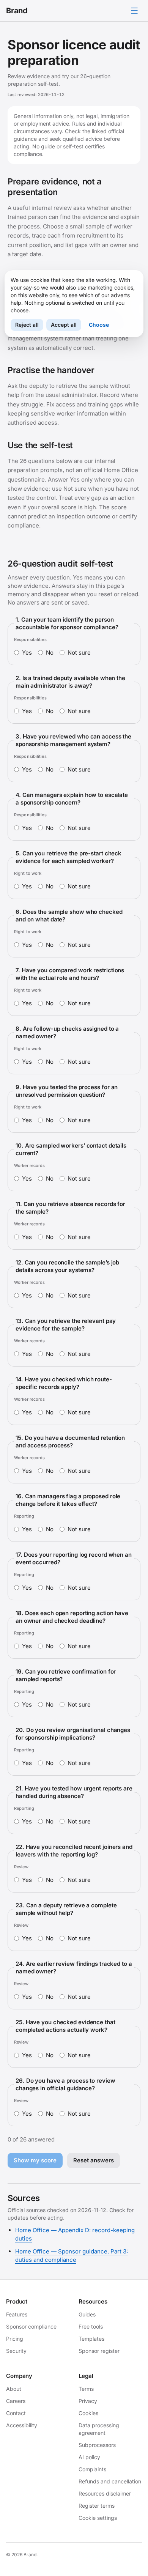 Brand
Sponsor licence audit
preparation
Review evidence and try our 26-question
preparation self-test.
Last reviewed: 2026-11-12
General information only, not legal, immigration
or employment advice. Rules and individual
circumstances vary. Check the linked official
guidance and seek qualified advice before
acting. No guide or self-test certifies
compliance.
Prepare evidence, not a
presentation
A useful internal review asks whether another
trained person can find the evidence and explain
the process. Choose a small sample of worker
records, trace each from recruitment to its
current position, and list gaps with an owner and
target date.
We use cookies that keep the site working. With your
say-so we would also use marketing cookies,
on this website only, to see which of our adverts
help. Nothing optional is switched on until you
choose.
Reject all
Accept all
Choose
management system rather than treating one
system as automatically correct.
Practise the handover
Ask the deputy to retrieve the sample without
help from the usual administrator. Record where
they struggle. Fix access and training gaps while
keeping sensitive worker information within
authorised access.
Use the self-test
The 26 questions below are our internal
preparation prompts, not an official Home Office
questionnaire. Answer Yes only where you can
show evidence; use Not sure when you have not
tested the control. Treat every gap as an action
even if your overall score is high. The score
cannot predict an audit result or certify
compliance.
26-question audit self-test
Answer every question. Yes means you can
show evidence. Answers stay in this page's
memory and disappear when you reset or reload.
No answers are sent or saved.
1. Can your team identify the person
accountable for sponsor compliance?
Responsibilities
Yes No Not sure
2. Is a trained deputy available when the
main administrator is away?
Responsibilities
Yes No Not sure
3. Have you reviewed who can access the
sponsorship management system?
Responsibilities
Yes No Not sure
4. Can managers explain how to escalate
a sponsorship concern?
Responsibilities
Yes No Not sure
5. Can you retrieve the pre-start check
evidence for each sampled worker?
Right to work
Yes No Not sure
6. Does the sample show who checked
and on what date?
Right to work
Yes No Not sure
7. Have you compared work restrictions
with the actual role and hours?
Right to work
Yes No Not sure
8. Are follow-up checks assigned to a
named owner?
Right to work
Yes No Not sure
9. Have you tested the process for an
unresolved permission question?
Right to work
Yes No Not sure
10. Are sampled workers' contact details
current?
Worker records
Yes No Not sure
11. Can you retrieve absence records for
the sample?
Worker records
Yes No Not sure
12. Can you reconcile the sample's job
details across your systems?
Worker records
Yes No Not sure
13. Can you retrieve the relevant pay
evidence for the sample?
Worker records
Yes No Not sure
14. Have you checked which route-
specific records apply?
Worker records
Yes No Not sure
15. Do you have a documented retention
and access process?
Worker records
Yes No Not sure
16. Can managers flag a proposed role
change before it takes effect?
Reporting
Yes No Not sure
17. Does your reporting log record when an
event occurred?
Reporting
Yes No Not sure
18. Does each open reporting action have
an owner and checked deadline?
Reporting
Yes No Not sure
19. Can you retrieve confirmation for
sampled reports?
Reporting
Yes No Not sure
20. Do you review organisational changes
for sponsorship implications?
Reporting
Yes No Not sure
21. Have you tested how urgent reports are
handled during absence?
Reporting
Yes No Not sure
22. Have you reconciled recent joiners and
leavers with the reporting log?
Review
Yes No Not sure
23. Can a deputy retrieve a complete
sample without help?
Review
Yes No Not sure
24. Are earlier review findings tracked to a
named owner?
Review
Yes No Not sure
25. Have you checked evidence that
completed actions actually work?
Review
Yes No Not sure
26. Do you have a process to review
changes in official guidance?
Review
Yes No Not sure
0 of 26 answered
Show my score
Reset answers
Sources
Official sources checked on 2026-11-12. Check for
updates before acting.
Home Office — Appendix D: record-keeping
duties
Home Office — Sponsor guidance, Part 3:
duties and compliance
Product
Features
Sponsor compliance
Pricing
Security
Resources
Guides
Free tools
Templates
Sponsor register
Company
About
Careers
Contact
Accessibility
Legal
Terms
Privacy
Cookies
Data processing
agreement
Subprocessors
AI policy
Complaints
Refunds and cancellation
Resources disclaimer
Register terms
Cookie settings
© 2026 Brand.